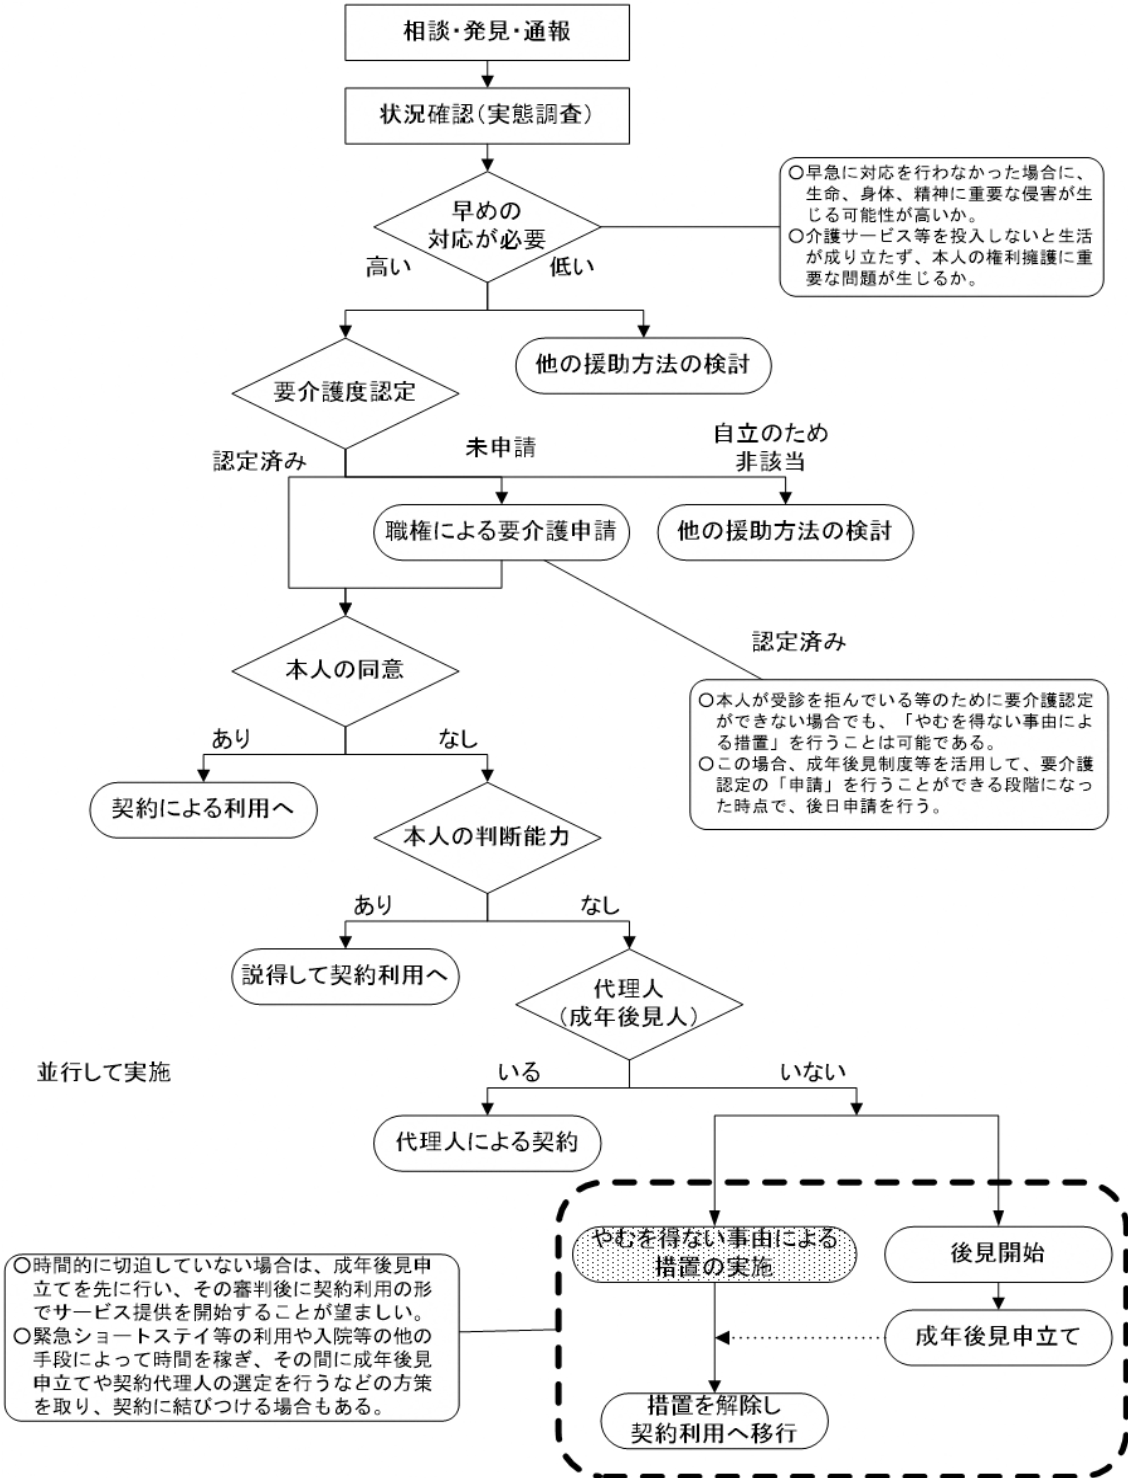 相談・発見・通報
状況確認(実態調査)
早めの
対応が必要
高い
低い
○早急に対応を行わなかった場合に、
生命、身体、精神に重要な侵害が生
じる可能性が高いか。
○介護サービス等を投入しないと生活
が成り立たず、本人の権利擁護に重
要な問題が生じるか。
要介護度認定
他の援助方法の検討
認定済み
未申請
自立のため
非該当
職権による要介護申請
他の援助方法の検討
本人の同意
認定済み
○本人が受診を拒んでいる等のために要介護認定
ができない場合でも、「やむを得ない事由によ
る措置」を行うことは可能である。
○この場合、成年後見制度等を活用して、要介護
認定の「申請」を行うことができる段階になっ
た時点で、後日申請を行う。
あり
なし
契約による利用へ
本人の判断能力
あり
なし
説得して契約利用へ
代理人
(成年後見人)
並行して実施
いる
いない
代理人による契約
やむを得ない事由による
措置の実施
後見開始
成年後見申立て
措置を解除し
契約利用へ移行
○時間的に切迫していない場合は、成年後見申
立てを先に行い、その審判後に契約利用の形
でサービス提供を開始することが望ましい。
○緊急ショートステイ等の利用や入院等の他の
手段によって時間を稼ぎ、その間に成年後見
申立てや契約代理人の選定を行うなどの方策
を取り、契約に結びつける場合もある。